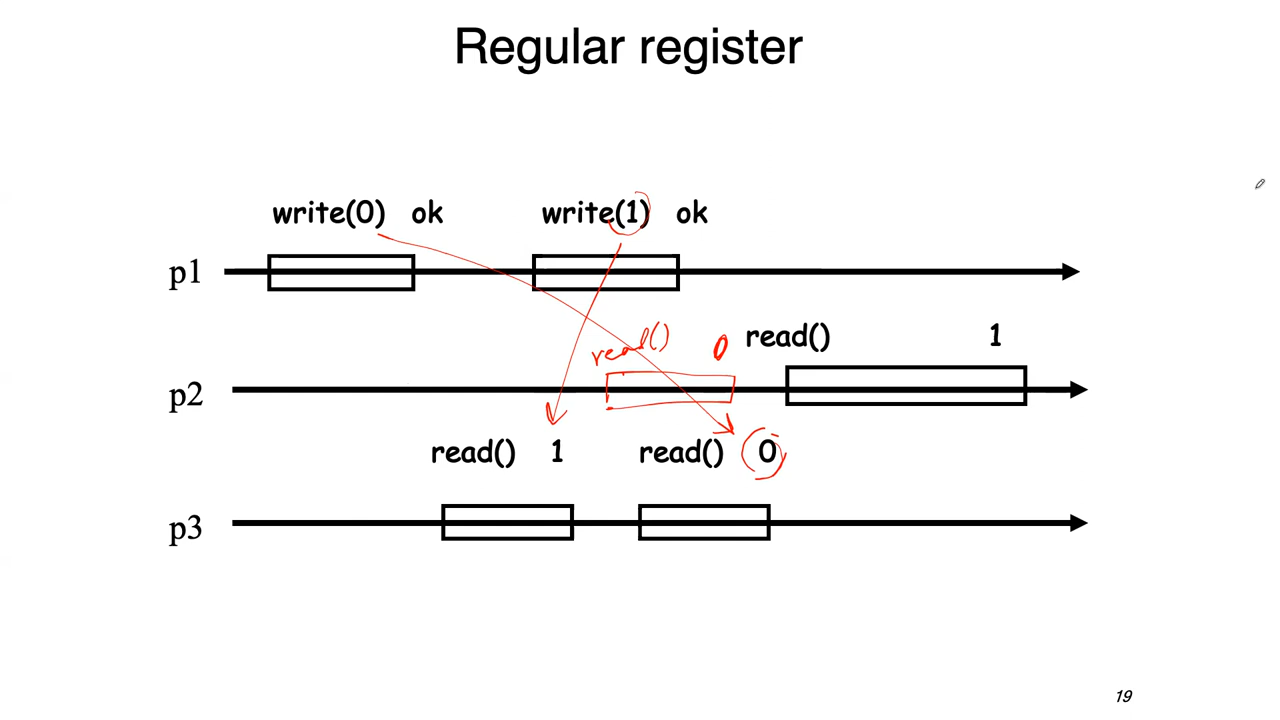 Regular register
write(0) ok write(1) ok
p1
read() 0 read() 1
p2
read() 1 read() 0
p3
19